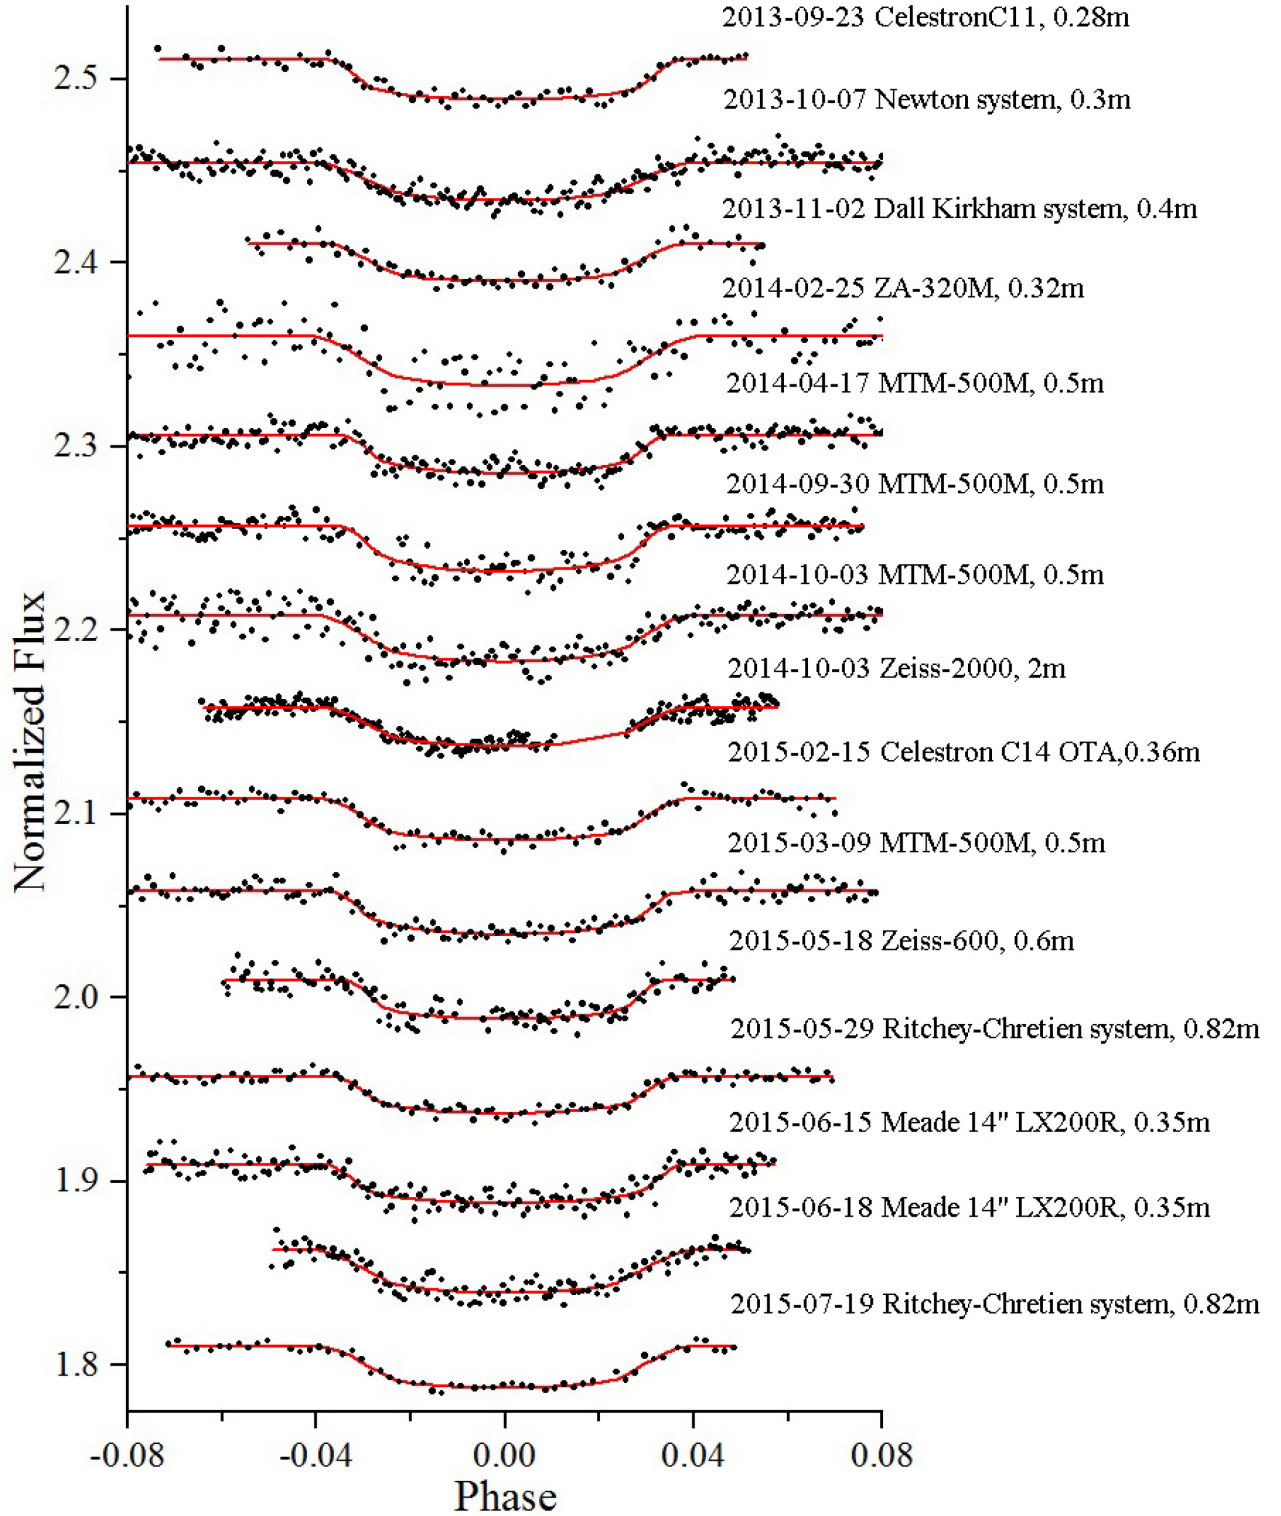 2013-09-23 CelestronC11, 0.28m
2.5
2013-10-07 Newton system, 0.3m
2013-11-02 Dall Kirkham system, 0.4m
2.4
2014-02-25 ZA-320M, 0.32m
2014-04-17 MTM-500M, 0.5m
2.3
2014-09-30 MTM-500M, 0.5m
2014-10-03 MTM-500M, 0.5m
Normalized Flux
2.2
2014-10-03 Zeiss-2000, 2m
2015-02-15 Celestron C14 OTA,0.36m
2.1
2015-03-09 MTM-500M, 0.5m
2015-05-18 Zeiss-600, 0.6m
2.0
2015-05-29 Ritchey-Chretien system, 0.82m
2015-06-15 Meade 14" LX200R, 0.35m
1.9
2015-06-18 Meade 14" LX200R, 0.35m
2015-07-19 Ritchey-Chretien system, 0.82m
1.8
-0.08 -0.04 0.00 0.04 0.08
Phase